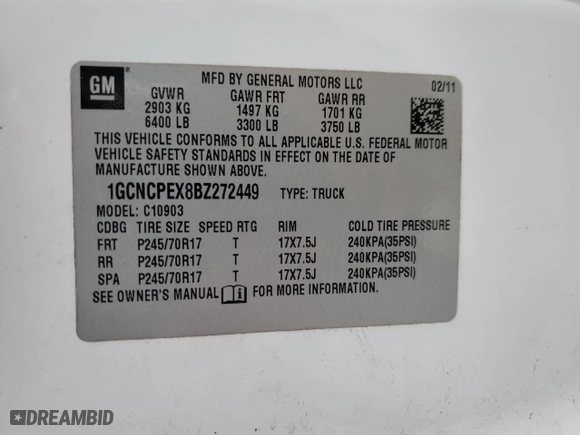 GM
MFD BY GENERAL MOTORS LLC
02/11
GVWR GAWR FRT GAWR RR
2903 KG 1497 KG 1701 KG
6400 LB 3300 LB 3750 LB
THIS VEHICLE CONFORMS TO ALL APPLICABLE U.S. FEDERAL MOTOR
VEHICLE SAFETY STANDARDS IN EFFECT ON THE DATE OF
MANUFACTURE SHOWN ABOVE.
1GCNCPEX8BZ272449 TYPE: TRUCK
MODEL: C10903
CDBG TIRE SIZE SPEED RTG RIM COLD TIRE PRESSURE
FRT P245/70R17 T 17X7.5J 240KPA(35PSI)
RR P245/70R17 T 17X7.5J 240KPA(35PSI)
SPA P245/70R17 T 17X7.5J 240KPA(35PSI)
SEE OWNER'S MANUAL FOR MORE INFORMATION.
DREAMBID